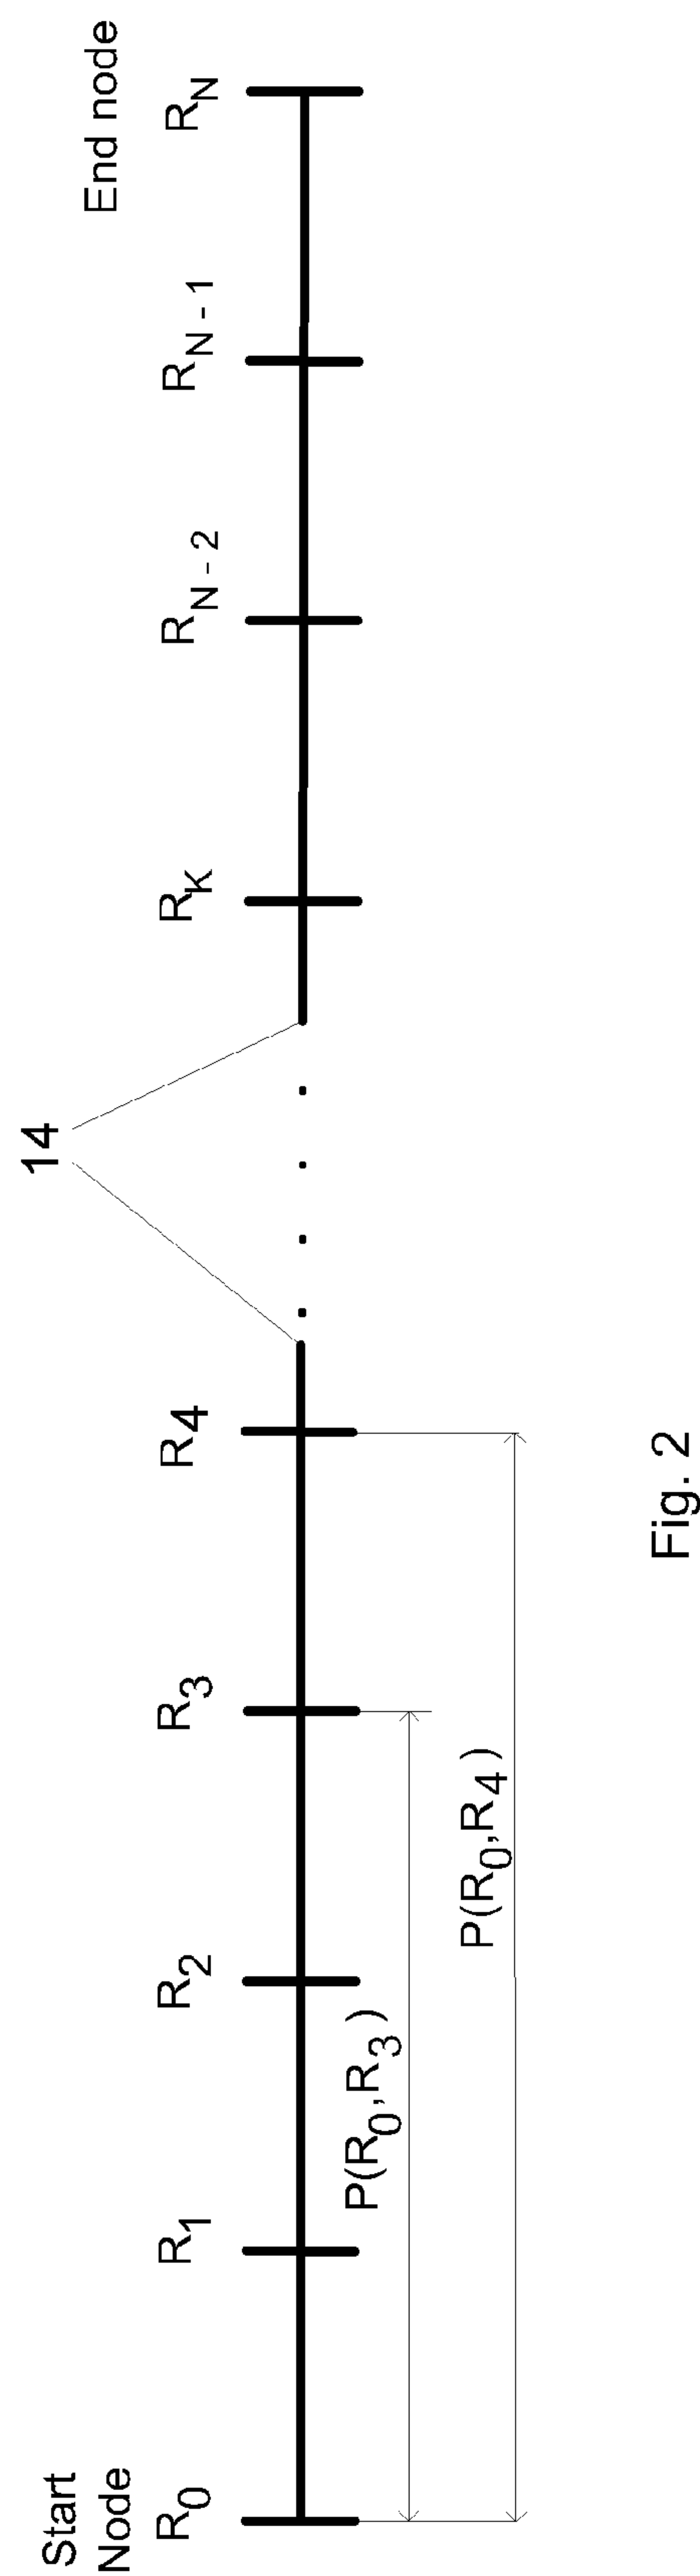 Start
Node
End node
14
R0
R1
R2
R3
R4
RK
RN - 2
RN - 1
RN
P(R0,R3)
P(R0,R4)
Fig. 2